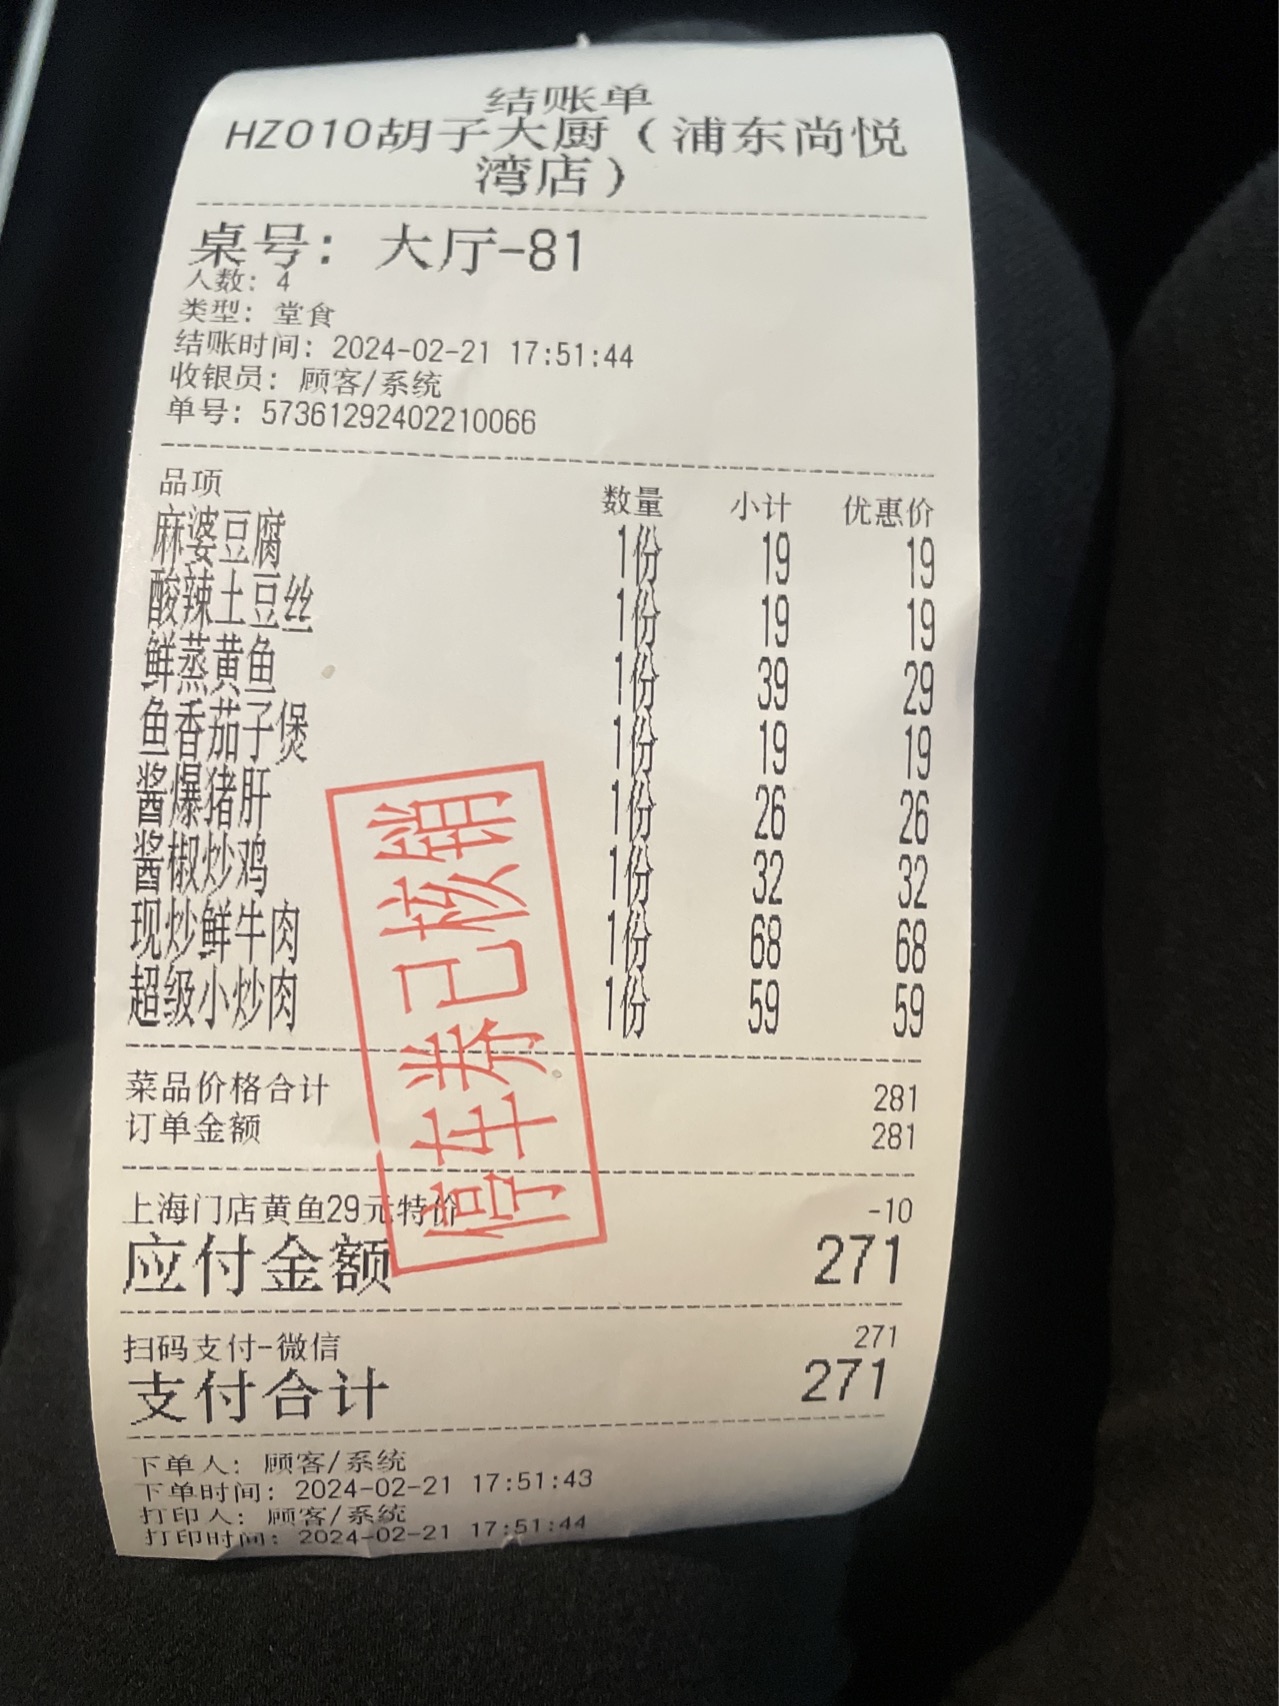 结账单
HZ010胡子大厨（浦东尚悦
湾店）
桌号：大厅-81
人数：4
类型：堂食
结账时间：2024-02-21 17:51:44
收银员：顾客/系统
单号：57361292402210066
品项 数量 小计 优惠价
麻婆豆腐 1份 19 19
酸辣土豆丝 1份 19 19
鲜蒸黄鱼 1份 39 29
鱼香茄子煲 1份 19 19
酱爆猪肝 1份 26 26
酱椒炒鸡 1份 32 32
现炒鲜牛肉 1份 68 68
超级小炒肉 1份 59 59
菜品价格合计 281
订单金额 281
上海门店黄鱼29元特价 -10
应付金额 271
扫码支付-微信 271
支付合计 271
下单人：顾客/系统
下单时间：2024-02-21 17:51:43
打印人：顾客/系统
打印时间：2024-02-21 17:51:44
停车券已核销